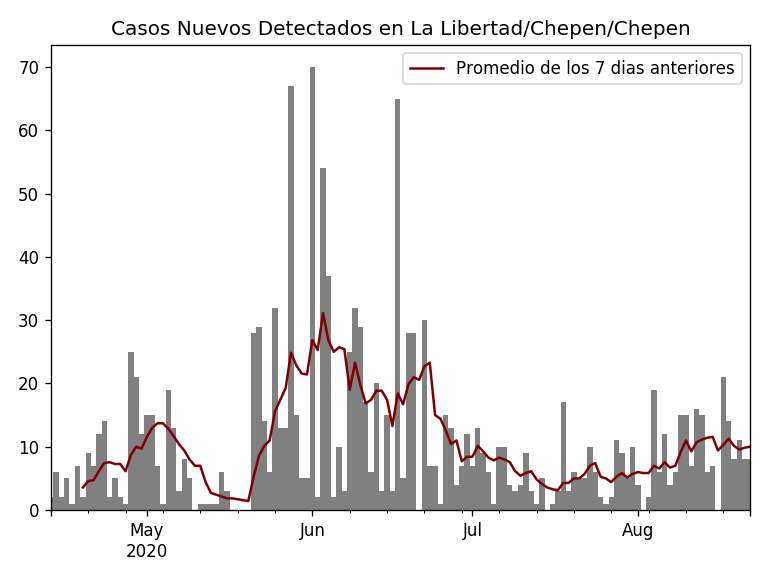 Casos Nuevos Detectados en La Libertad/Chepen/Chepen
Promedio de los 7 dias anteriores
70
60
50
40
30
20
10
0
May
2020
Jun
Jul
Aug